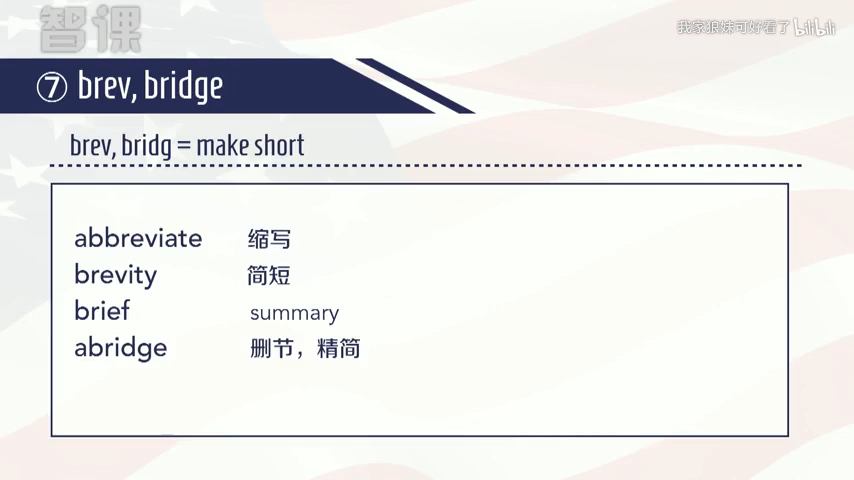 智课
我家狼妹可好看了 bilibili
⑦ brev, bridge
brev, bridg = make short
abbreviate 缩写
brevity 简短
brief summary
abridge 删节，精简